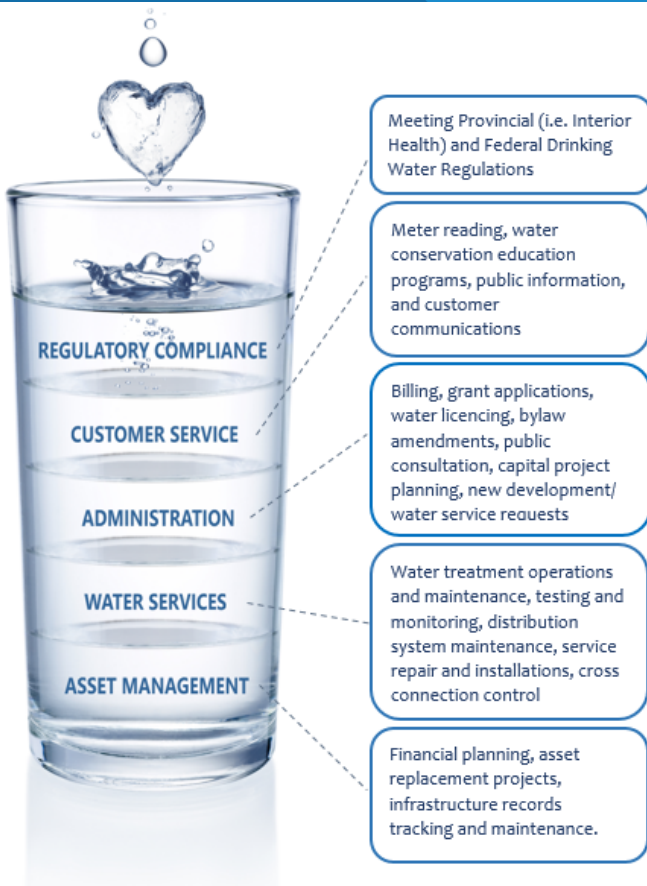 Meeting Provincial (i.e. Interior
Health) and Federal Drinking
Water Regulations
Meter reading, water
conservation education
programs, public information,
and customer
communications
REGULATORY COMPLIANCE
Billing, grant applications,
water licencing, bylaw
amendments, public
consultation, capital project
planning, new development/
water service requests
CUSTOMER SERVICE
ADMINISTRATION
Water treatment operations
and maintenance, testing and
monitoring, distribution
system maintenance, service
repair and installations, cross
connection control
WATER SERVICES
ASSET MANAGEMENT
Financial planning, asset
replacement projects,
infrastructure records
tracking and maintenance.